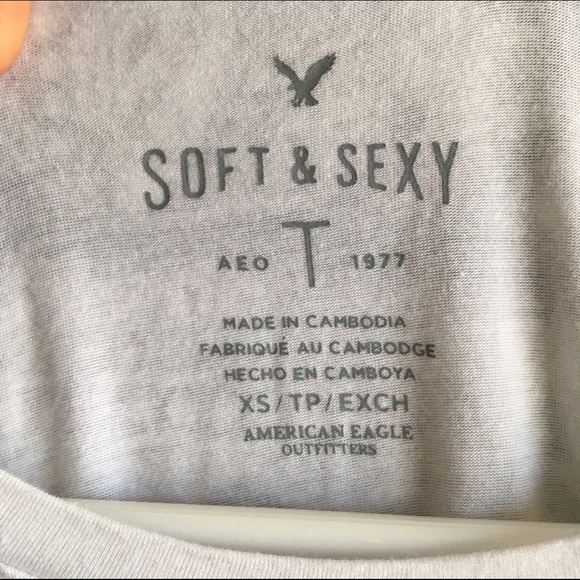 SOFT & SEXY
AEO T 1977
MADE IN CAMBODIA
FABRIQUÉ AU CAMBODGE
HECHO EN CAMBOYA
XS/TP/EXCH
AMERICAN EAGLE
OUTFITTERS